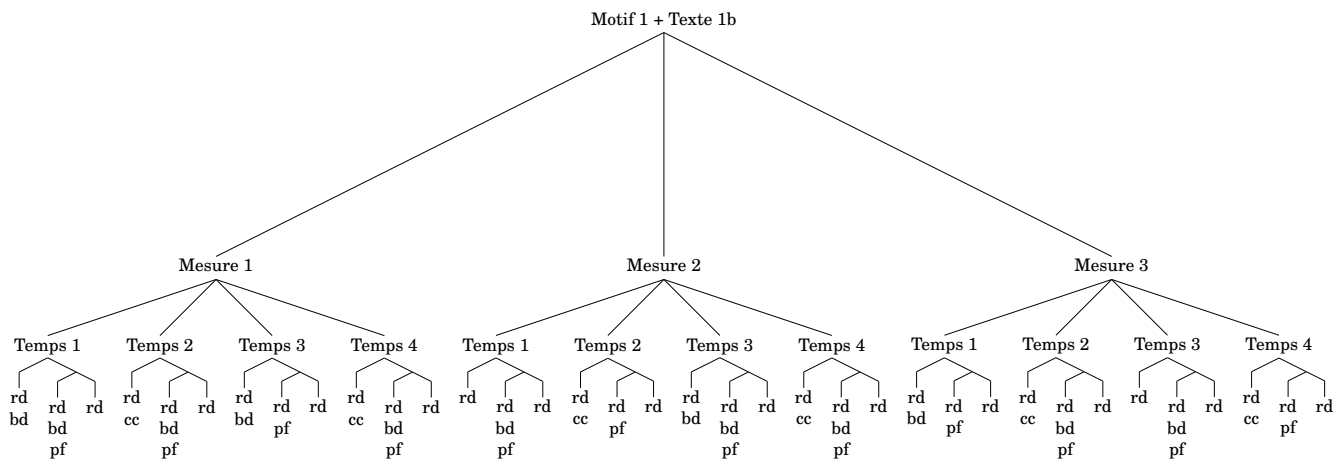 Motif 1 + Texte 1b
Mesure 1 Mesure 2 Mesure 3
Temps 1 Temps 2 Temps 3 Temps 4 Temps 1 Temps 2 Temps 3 Temps 4 Temps 1 Temps 2 Temps 3 Temps 4
rd rd rd rd rd rd rd rd rd rd rd rd rd rd rd rd rd rd rd rd rd rd rd rd rd rd rd rd rd rd rd rd rd rd rd rd
bd bd cc bd bd pf cc bd bd cc pf bd bd cc bd bd pf cc bd bd cc pf
pf pf pf pf pf pf pf pf